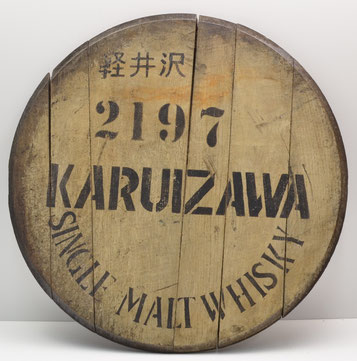 軽井沢
2197
KARUIZAWA
SINGLE MALT WHISKY